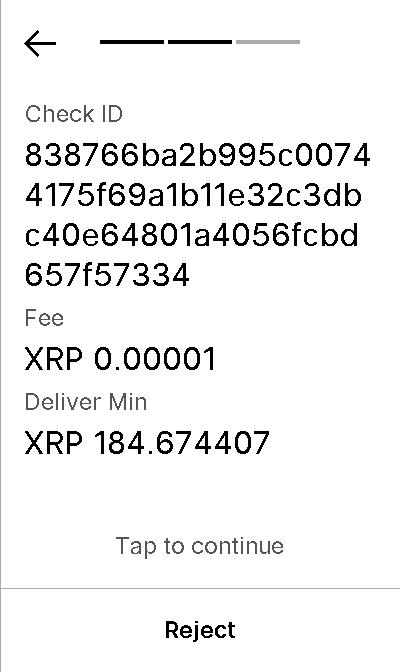 Check ID
838766ba2b995c0074
4175f69a1b11e32c3db
c40e64801a4056fcbd
657f57334
Fee
XRP 0.00001
Deliver Min
XRP 184.674407
Tap to continue
Reject